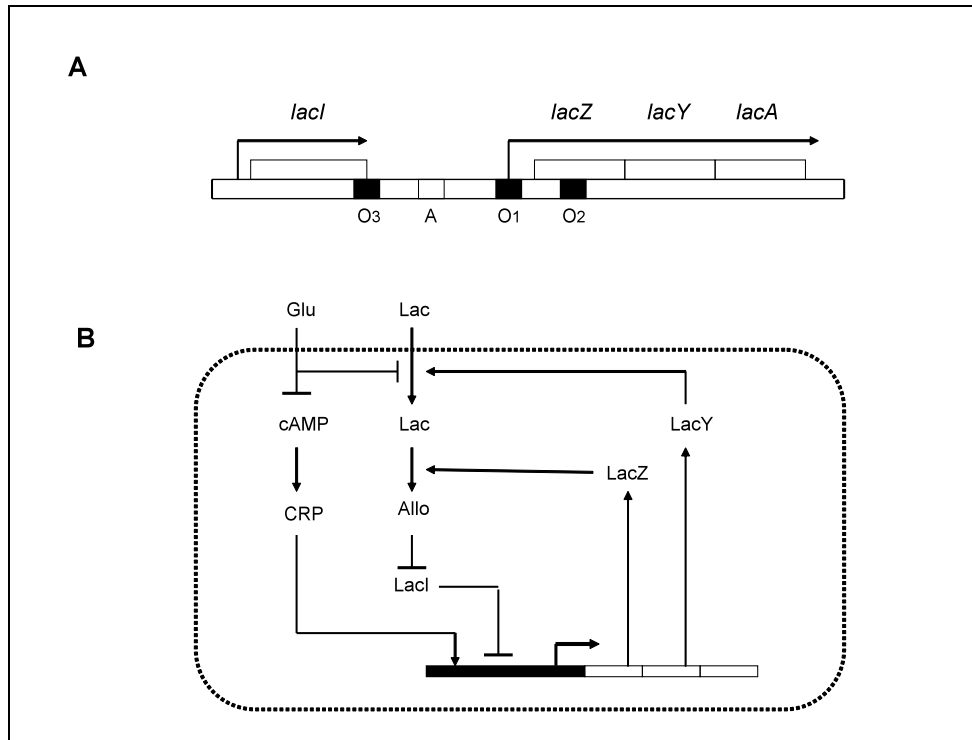 A
lacI lacZ lacY lacA
O3 A O1 O2
B
Glu Lac
cAMP Lac LacY
LacZ
CRP Allo
LacI